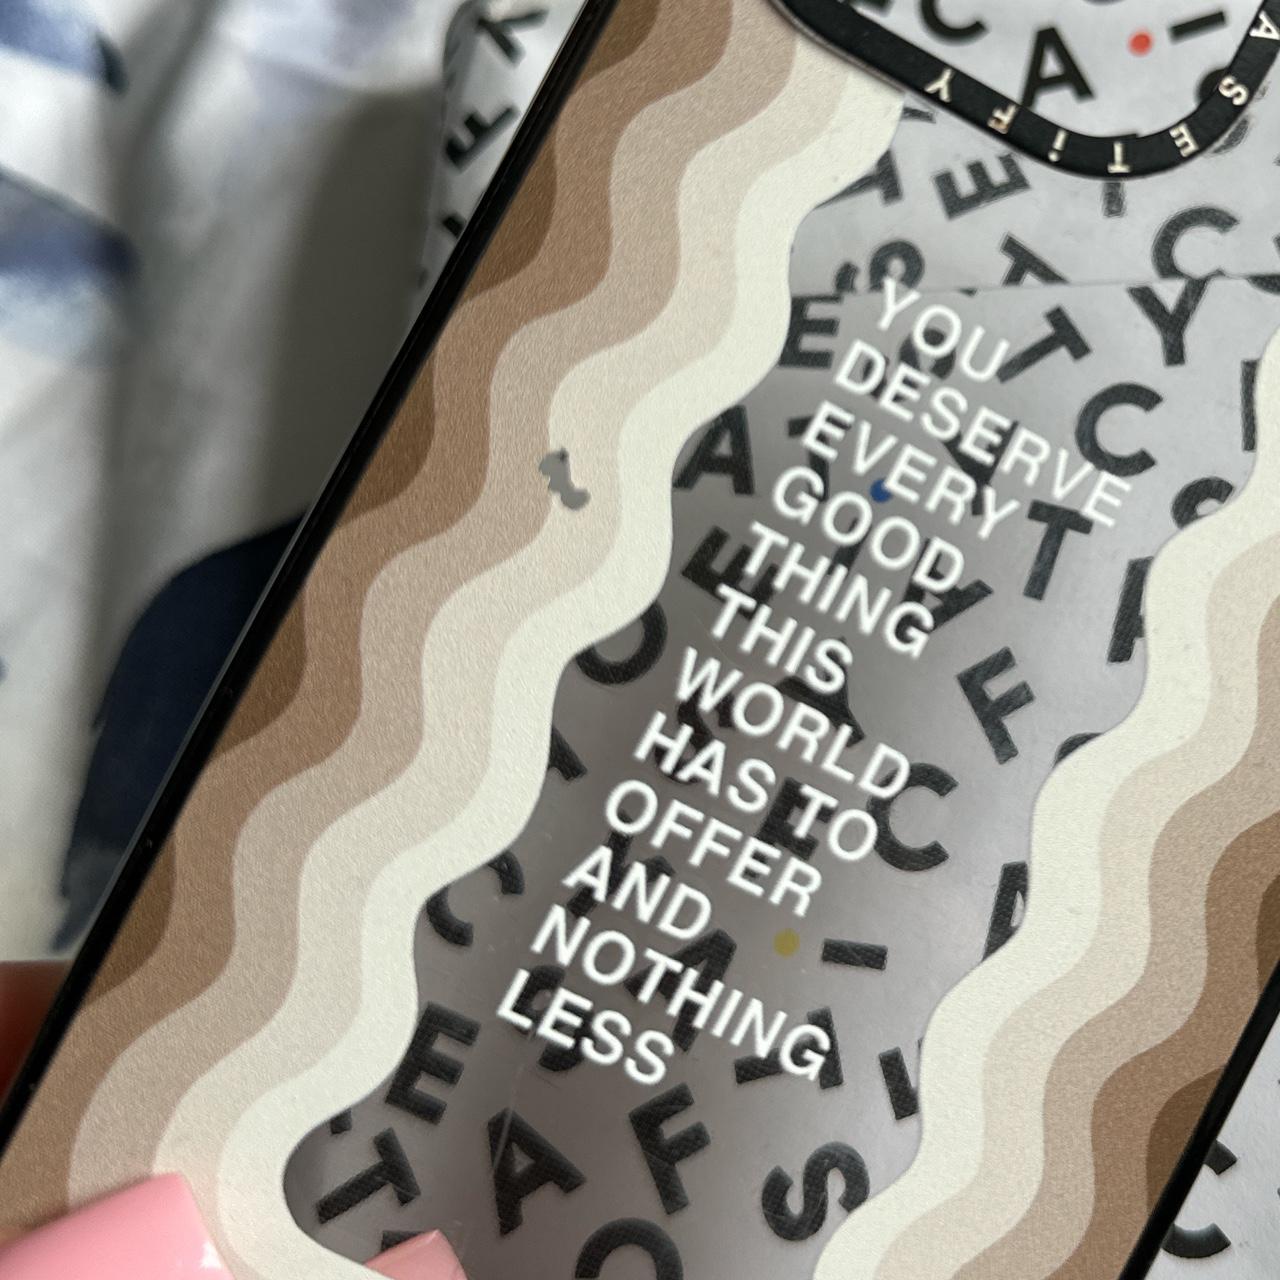 CASETiFY
YOU
DESERVE
EVERY
GOOD
THING
THIS
WORLD
HAS TO
OFFER
AND
NOTHING
LESS